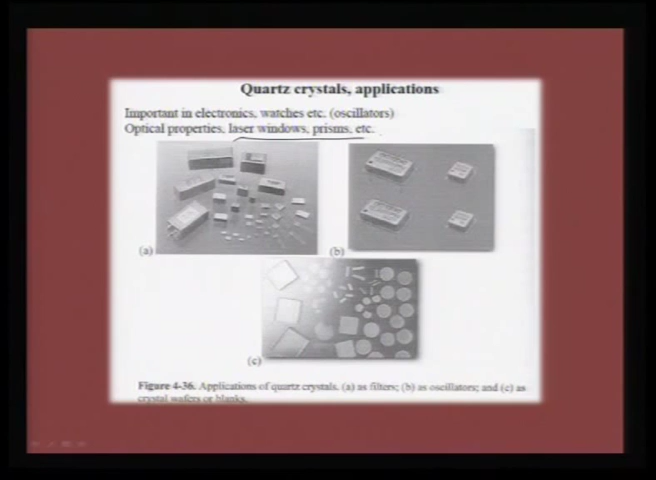 Quartz crystals, applications
Important in electronics, watches etc. (oscillators)
Optical properties, laser windows, prisms, etc.
(a)
(b)
(c)
Figure 4-36. Applications of quartz crystals. (a) as filters; (b) as oscillators; and (c) as
crystal wafers or blanks.